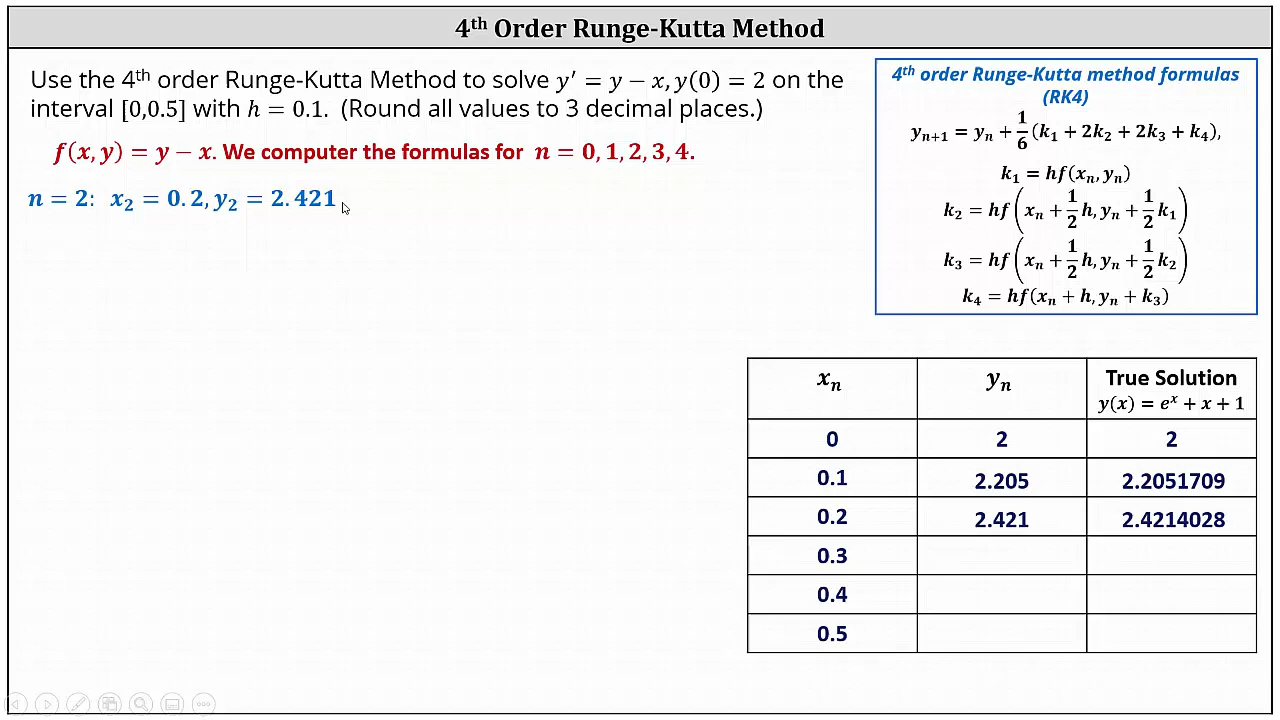 4th Order Runge-Kutta Method
Use the 4th order Runge-Kutta Method to solve y′ = y − x, y(0) = 2 on the
interval [0,0.5] with h = 0.1. (Round all values to 3 decimal places.)
f(x, y) = y − x. We computer the formulas for n = 0, 1, 2, 3, 4.
n = 2: x₂ = 0.2, y₂ = 2.421
4th order Runge-Kutta method formulas
(RK4)
yₙ₊₁ = yₙ + 1/6 (k₁ + 2k₂ + 2k₃ + k₄),
k₁ = hf(xₙ, yₙ)
k₂ = hf(xₙ + 1/2 h, yₙ + 1/2 k₁)
k₃ = hf(xₙ + 1/2 h, yₙ + 1/2 k₂)
k₄ = hf(xₙ + h, yₙ + k₃)
xₙ yₙ True Solution
y(x) = eˣ + x + 1
0 2 2
0.1 2.205 2.2051709
0.2 2.421 2.4214028
0.3
0.4
0.5